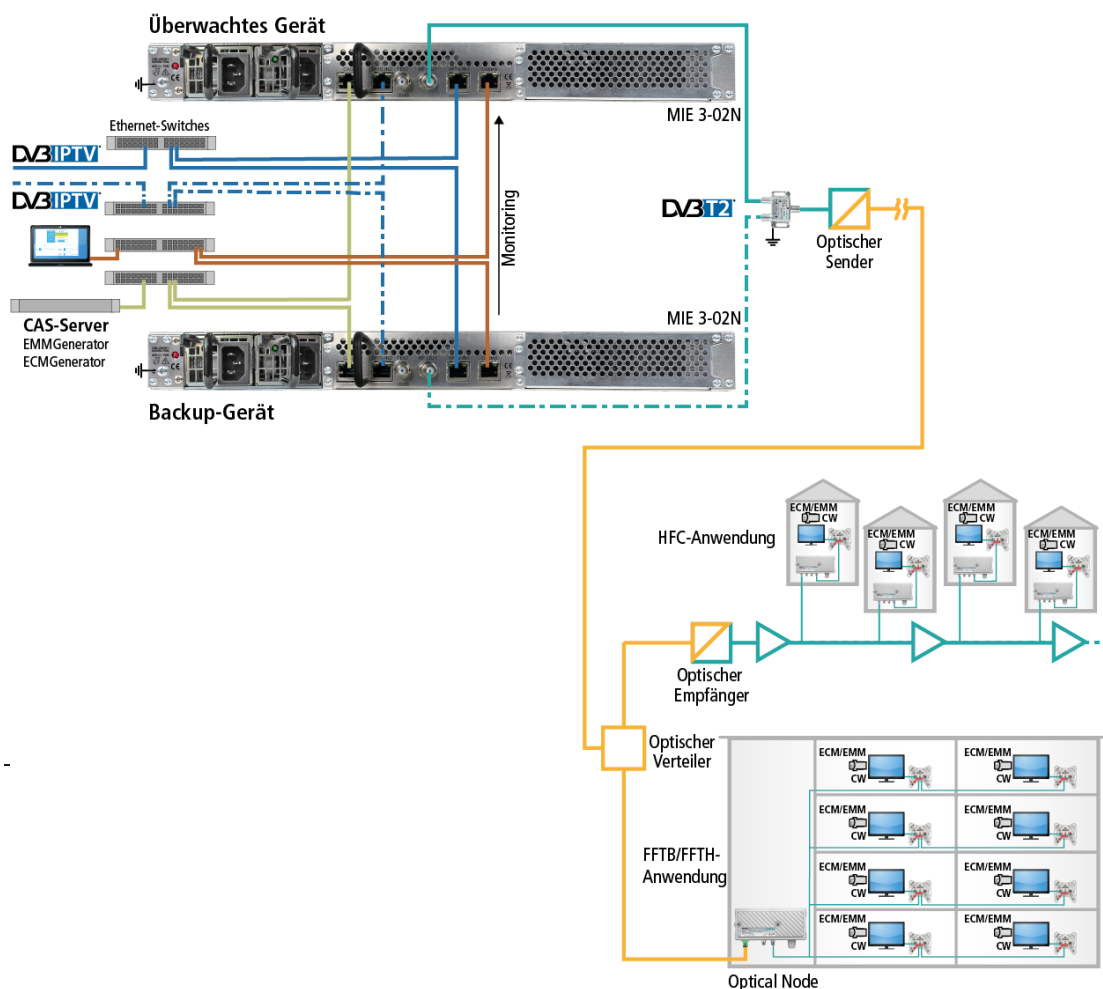 Überwachtes Gerät
MIE 3-02N
Ethernet-Switches
DVB IPTV
DVB IPTV
Monitoring
DVB T2
Optischer
Sender
CAS-Server
EMMGenerator
ECMGenerator
MIE 3-02N
Backup-Gerät
HFC-Anwendung
ECM/EMM
CW
ECM/EMM
CW
ECM/EMM
CW
ECM/EMM
CW
Optischer
Empfänger
Optischer
Verteiler
FFTB/FFTH-
Anwendung
ECM/EMM
CW
ECM/EMM
CW
ECM/EMM
CW
ECM/EMM
CW
ECM/EMM
CW
ECM/EMM
CW
ECM/EMM
CW
ECM/EMM
CW
Optical Node